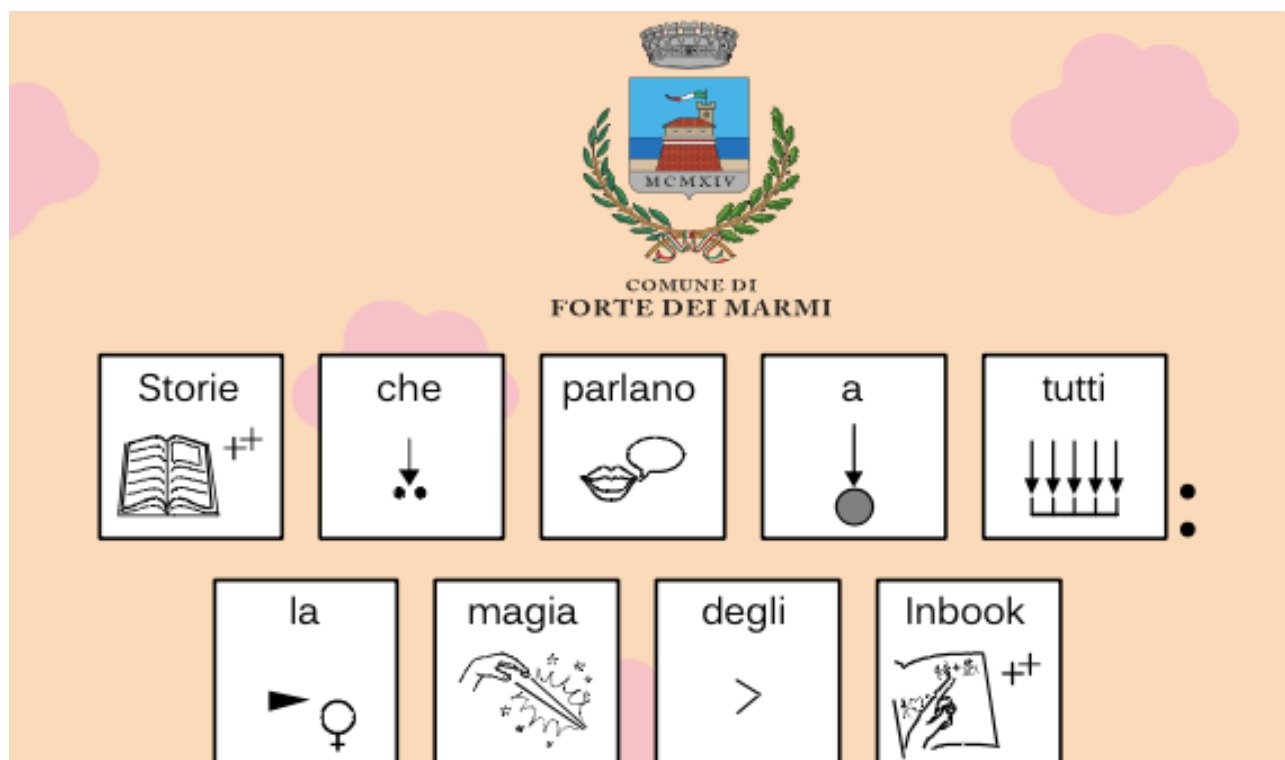 MCMXIV
COMUNE DI
FORTE DEI MARMI
Storie che parlano a tutti :
la magia degli Inbook